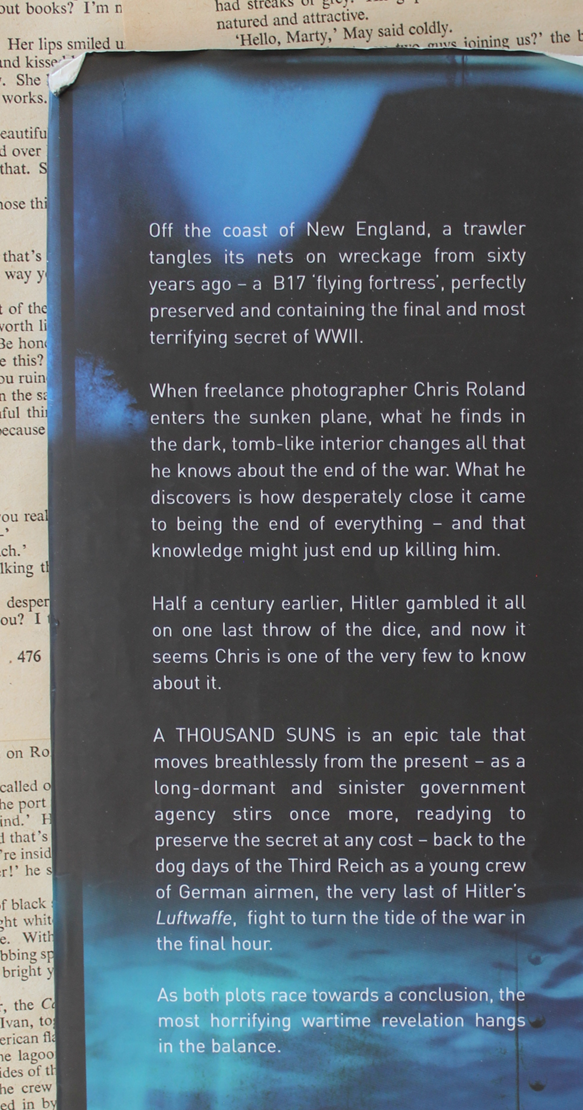 out books? I'm n
Her lips smiled u
and kisse
. She
works.
eautifu
d over
that. S
nose thi
that's
way y
t of the
worth li
Be hon
e this?
ou ruin
n the sa
ful thi
because
ou real
ch.'
lking th
desper
ou? I
476
on Ro
called o
he port
ind.' H
d that's
're insid
r!' he s
of black
ght whit
e. With
bbing sp
bright y
r, the Co
Ivan, to
erican fla
he lagoo
ides of th
he crew
ed in by
had streaks of grey.
natured and attractive.
'Hello, Marty,' May said coldly.
two guys joining us?' the b
Off the coast of New England, a trawler
tangles its nets on wreckage from sixty
years ago – a B17 'flying fortress', perfectly
preserved and containing the final and most
terrifying secret of WWII.
When freelance photographer Chris Roland
enters the sunken plane, what he finds in
the dark, tomb-like interior changes all that
he knows about the end of the war. What he
discovers is how desperately close it came
to being the end of everything – and that
knowledge might just end up killing him.
Half a century earlier, Hitler gambled it all
on one last throw of the dice, and now it
seems Chris is one of the very few to know
about it.
A THOUSAND SUNS is an epic tale that
moves breathlessly from the present – as a
long-dormant and sinister government
agency stirs once more, readying to
preserve the secret at any cost – back to the
dog days of the Third Reich as a young crew
of German airmen, the very last of Hitler's
Luftwaffe, fight to turn the tide of the war in
the final hour.
As both plots race towards a conclusion, the
most horrifying wartime revelation hangs
in the balance.